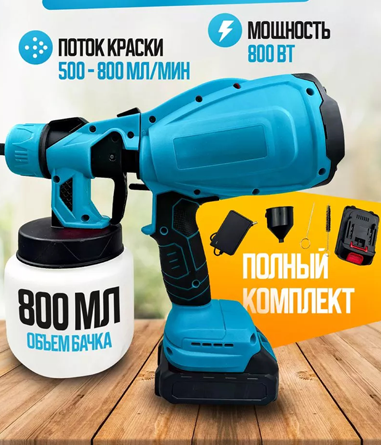 ПОТОК КРАСКИ
500 - 800 МЛ/МИН
МОЩНОСТЬ
800 ВТ
ПОЛНЫЙ
КОМПЛЕКТ
800 МЛ
ОБЪЕМ БАЧКА